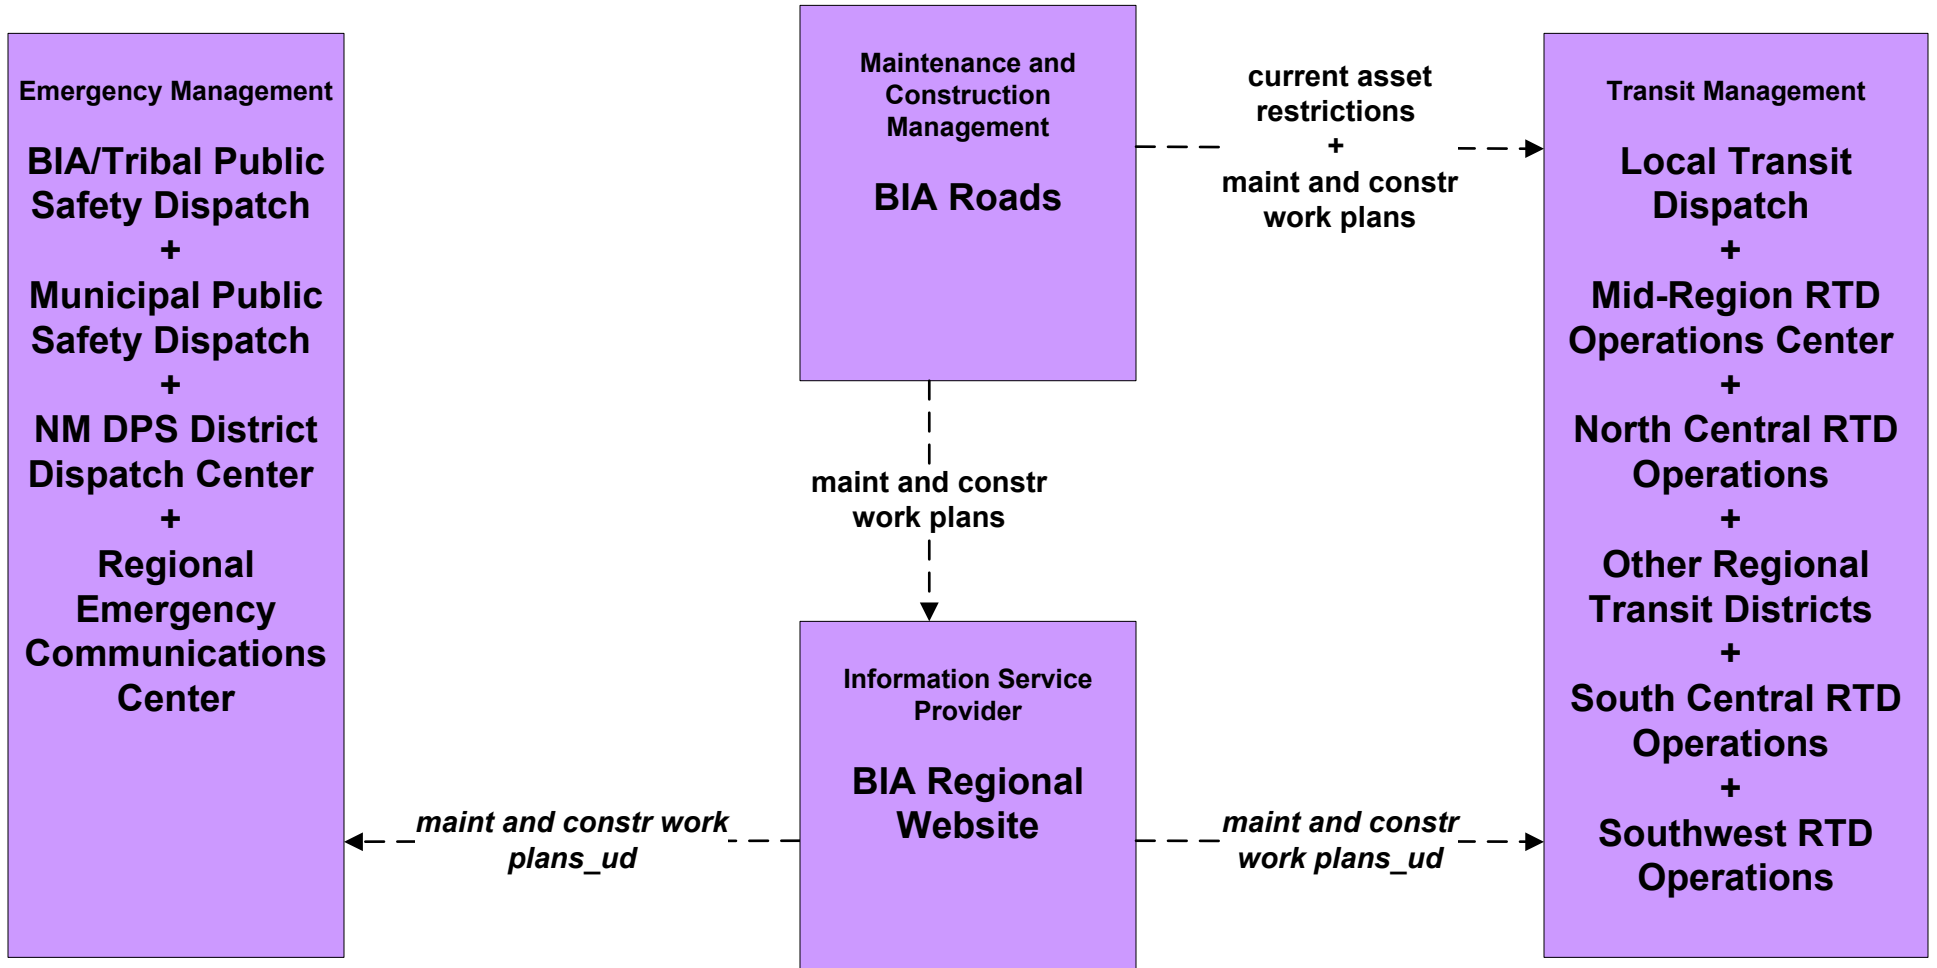 Emergency Management
BIA/Tribal Public
Safety Dispatch
+
Municipal Public
Safety Dispatch
+
NM DPS District
Dispatch Center
+
Regional
Emergency
Communications
Center
Maintenance and
Construction
Management
BIA Roads
current asset
restrictions
+
maint and constr
work plans
Transit Management
Local Transit
Dispatch
+
Mid-Region RTD
Operations Center
+
North Central RTD
Operations
+
Other Regional
Transit Districts
+
South Central RTD
Operations
+
Southwest RTD
Operations
maint and constr
work plans
Information Service
Provider
BIA Regional
Website
maint and constr work
plans_ud
maint and constr
work plans_ud